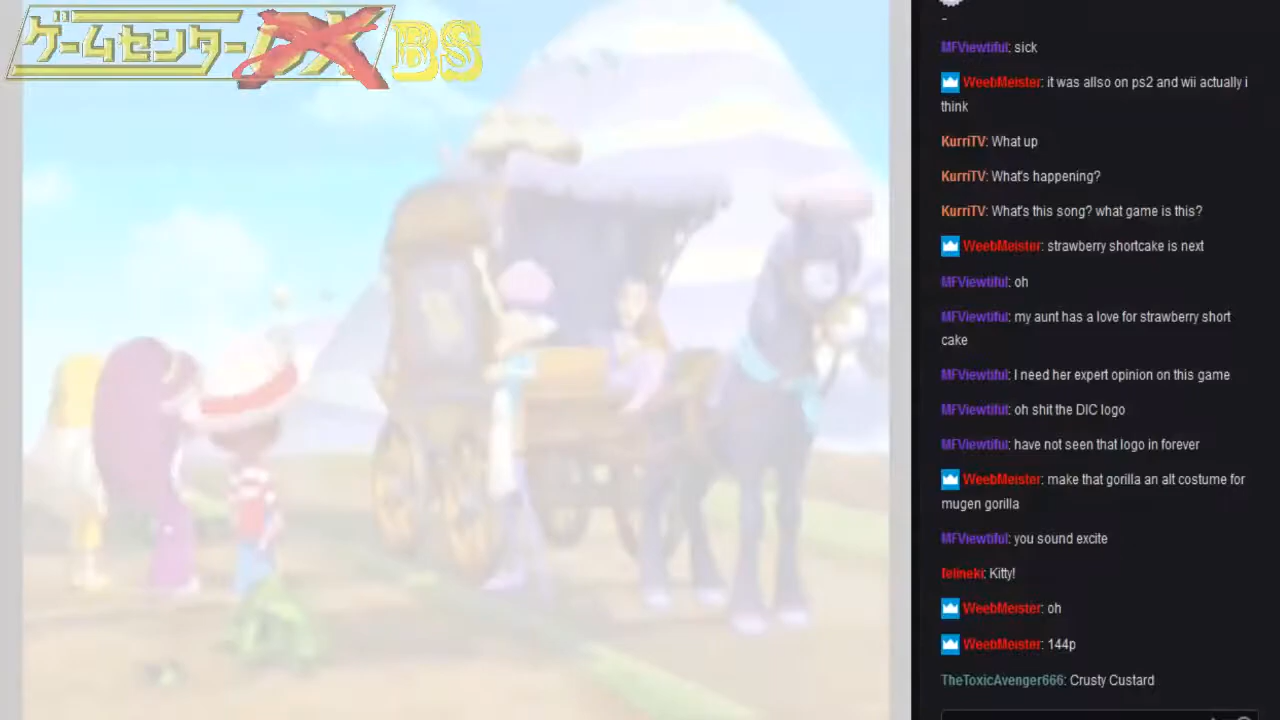 ゲームセンターDX BS
-
MFViewtiful: sick
WeebMeister: it was allso on ps2 and wii actually i
think
KurriTV: What up
KurriTV: What's happening?
KurriTV: What's this song? what game is this?
WeebMeister: strawberry shortcake is next
MFViewtiful: oh
MFViewtiful: my aunt has a love for strawberry short
cake
MFViewtiful: I need her expert opinion on this game
MFViewtiful: oh shit the DIC logo
MFViewtiful: have not seen that logo in forever
WeebMeister: make that gorilla an alt costume for
mugen gorilla
MFViewtiful: you sound excite
felineki: Kitty!
WeebMeister: oh
WeebMeister: 144p
TheToxicAvenger666: Crusty Custard